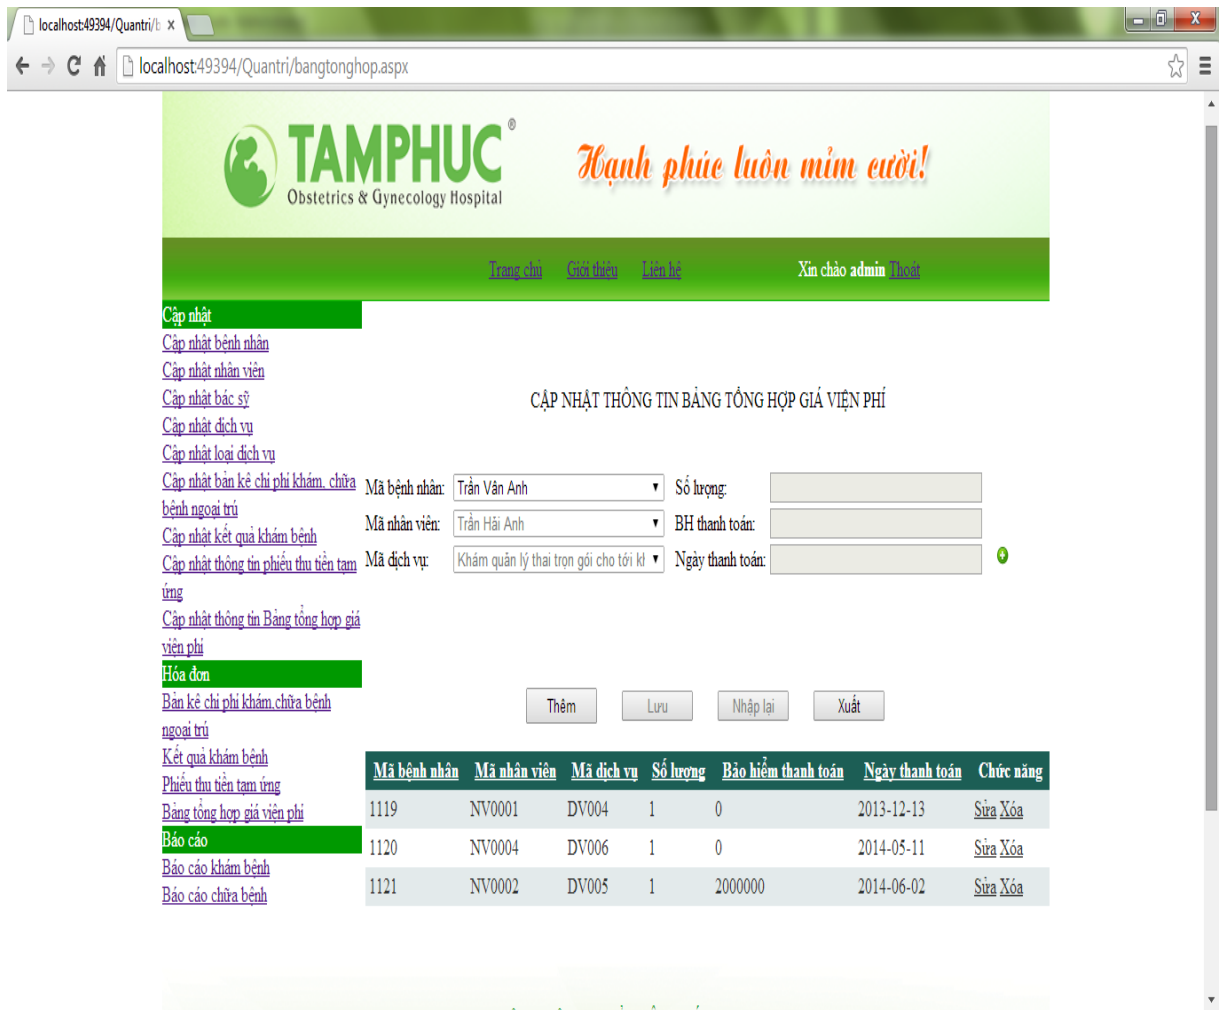 localhost:49394/Quantri/b
localhost:49394/Quantri/bangtonghop.aspx
TAMPHUC®
Obstetrics & Gynecology Hospital
Hạnh phúc luôn mỉm cười!
Trang chủ Giới thiệu Liên hệ Xin chào admin Thoát
Cập nhật
Cập nhật bệnh nhân
Cập nhật nhân viên
Cập nhật bác sỹ
Cập nhật dịch vụ
Cập nhật loại dịch vụ
Cập nhật bản kê chi phí khám, chữa
bệnh ngoại trú
Cập nhật kết quả khám bệnh
Cập nhật thông tin phiếu thu tiền tạm
ứng
Cập nhật thông tin Bảng tổng hợp giá
viện phí
Hóa đơn
Bản kê chi phí khám,chữa bệnh
ngoại trú
Kết quả khám bệnh
Phiếu thu tiền tạm ứng
Bảng tổng hợp giá viện phí
Báo cáo
Báo cáo khám bệnh
Báo cáo chữa bệnh
CẬP NHẬT THÔNG TIN BẢNG TỔNG HỢP GIÁ VIỆN PHÍ
Mã bệnh nhân: Trần Vân Anh Số lượng:
Mã nhân viên: Trần Hải Anh BH thanh toán:
Mã dịch vụ: Khám quản lý thai trọn gói cho tới kl Ngày thanh toán:
Thêm Lưu Nhập lại Xuất
Mã bệnh nhân Mã nhân viên Mã dịch vụ Số lượng Bảo hiểm thanh toán Ngày thanh toán Chức năng
1119 NV0001 DV004 1 0 2013-12-13 Sửa Xóa
1120 NV0004 DV006 1 0 2014-05-11 Sửa Xóa
1121 NV0002 DV005 1 2000000 2014-06-02 Sửa Xóa